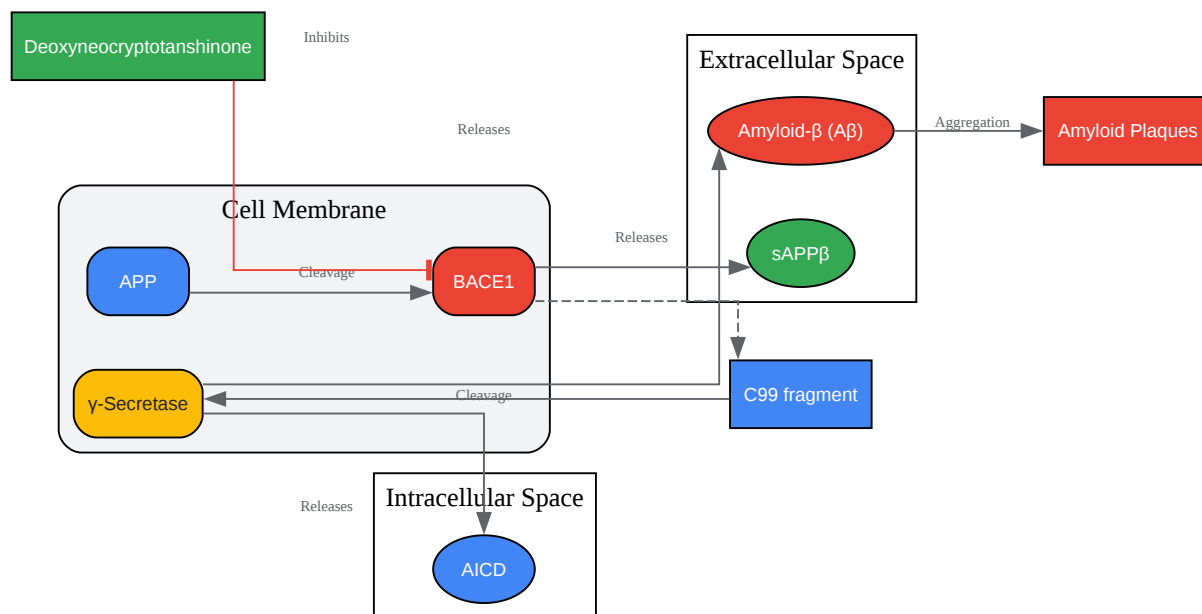 Deoxyneocryptotanshinone
Inhibits
Extracellular Space
Releases
Amyloid-β (Aβ)
Aggregation
Amyloid Plaques
Cell Membrane
Releases
sAPPβ
APP
Cleavage
BACE1
γ-Secretase
Cleavage
C99 fragment
Intracellular Space
Releases
AICD